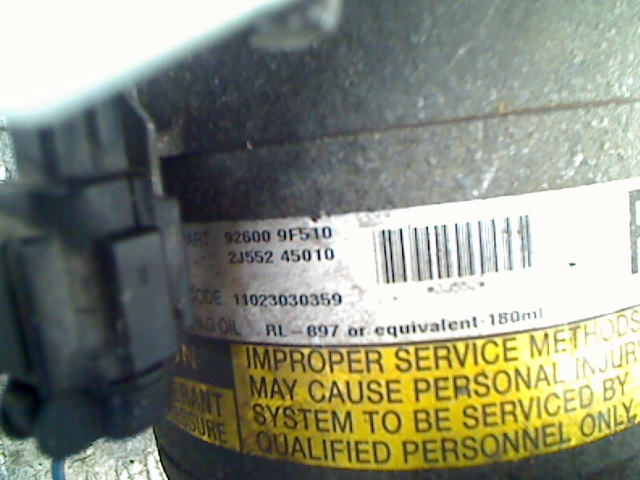 PART 92600 9F510
2J552 45010
CODE 11023030359
OIL RL-897 or equivalent 180ml
*2J552*
IMPROPER SERVICE METHODS
MAY CAUSE PERSONAL INJURY
SYSTEM TO BE SERVICED BY
QUALIFIED PERSONNEL ONLY.